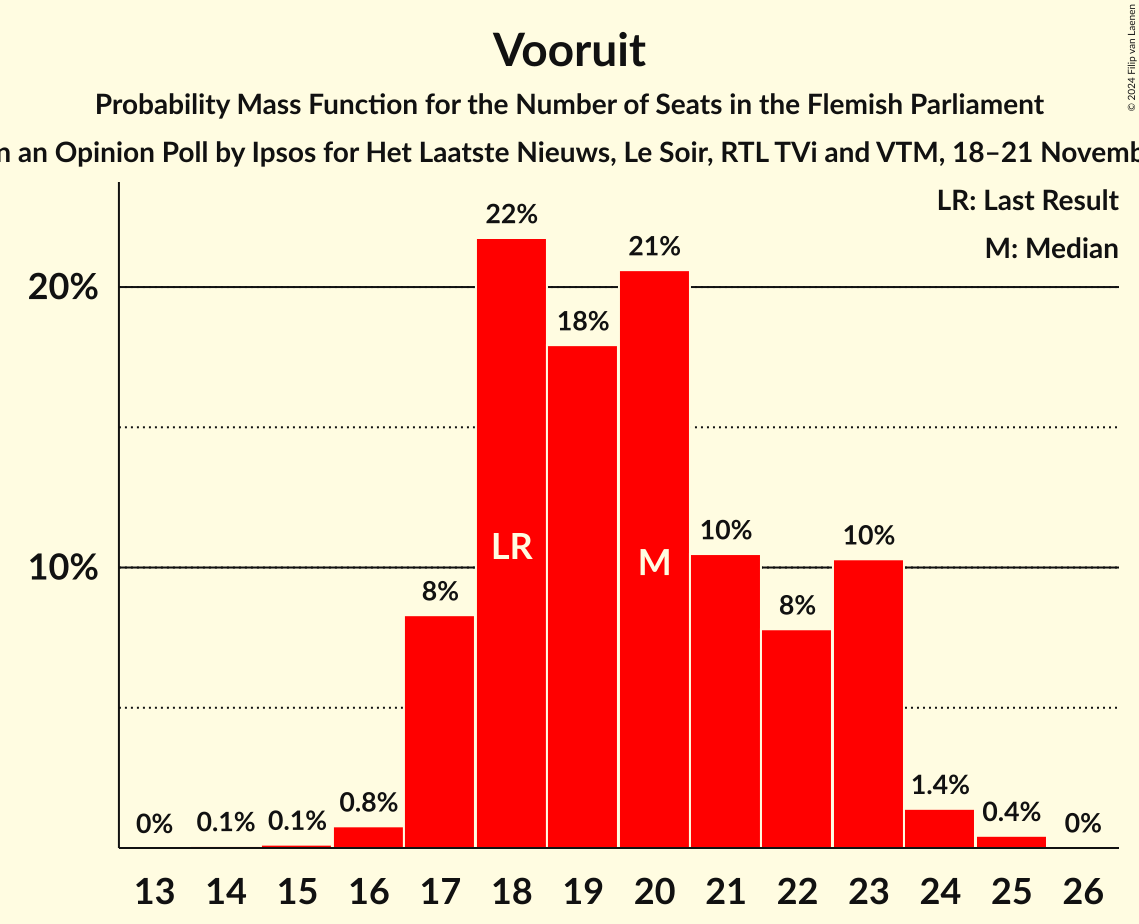 Vooruit
Probability Mass Function for the Number of Seats in the Flemish Parliament
an Opinion Poll by Ipsos for Het Laatste Nieuws, Le Soir, RTL TVi and VTM, 18–21
© 2024 Filip van Laenen
LR: Last Result
M: Median
22%
21%
20%
18%
10%
10%
10%
8%
8%
LR
M
1.4%
0.8%
0.4%
0%
0.1%
0.1%
0%
13 14 15 16 17 18 19 20 21 22 23 24 25 26